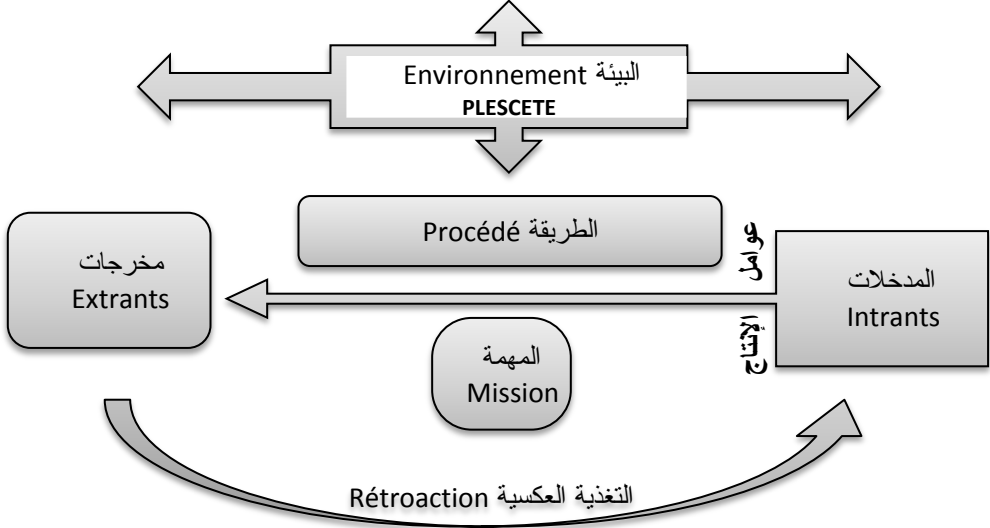 البيئة Environnement
PLESCETE
الطريقة Procédé
عوامل
الإنتاج
المدخلات
Intrants
مخرجات
Extrants
المهمة
Mission
التغذية العكسية Rétroaction